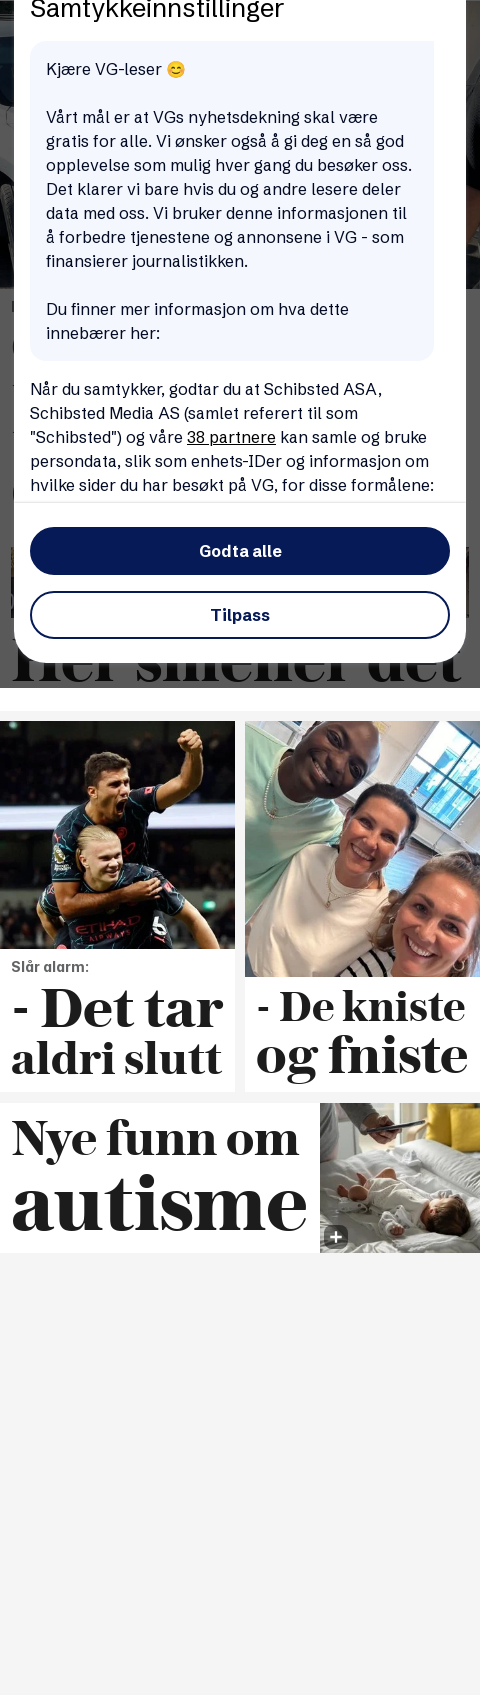 Samtykkeinnstillinger
Kjære VG-leser 😊
Vårt mål er at VGs nyhetsdekning skal være
gratis for alle. Vi ønsker også å gi deg en så god
opplevelse som mulig hver gang du besøker oss.
Det klarer vi bare hvis du og andre lesere deler
data med oss. Vi bruker denne informasjonen til
å forbedre tjenestene og annonsene i VG - som
finansierer journalistikken.
Du finner mer informasjon om hva dette
innebærer her:
Når du samtykker, godtar du at Schibsted ASA,
Schibsted Media AS (samlet referert til som
"Schibsted") og våre 38 partnere kan samle og bruke
persondata, slik som enhets-IDer og informasjon om
hvilke sider du har besøkt på VG, for disse formålene:
Godta alle
Tilpass
Her smeller det
ETIHAD
AIRWAYS
6
Slår alarm:
- Det tar
aldri slutt
- De kniste
og fniste
Nye funn om
autisme